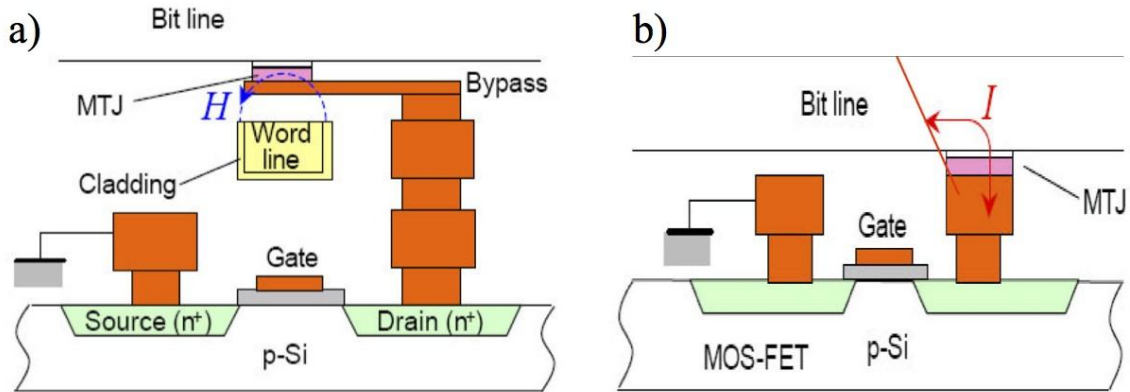 a)
Bit line
MTJ
H
Bypass
Word
line
Cladding
Gate
Source (n⁺)
Drain (n⁺)
p-Si
b)
Bit line
I
MTJ
Gate
MOS-FET
p-Si